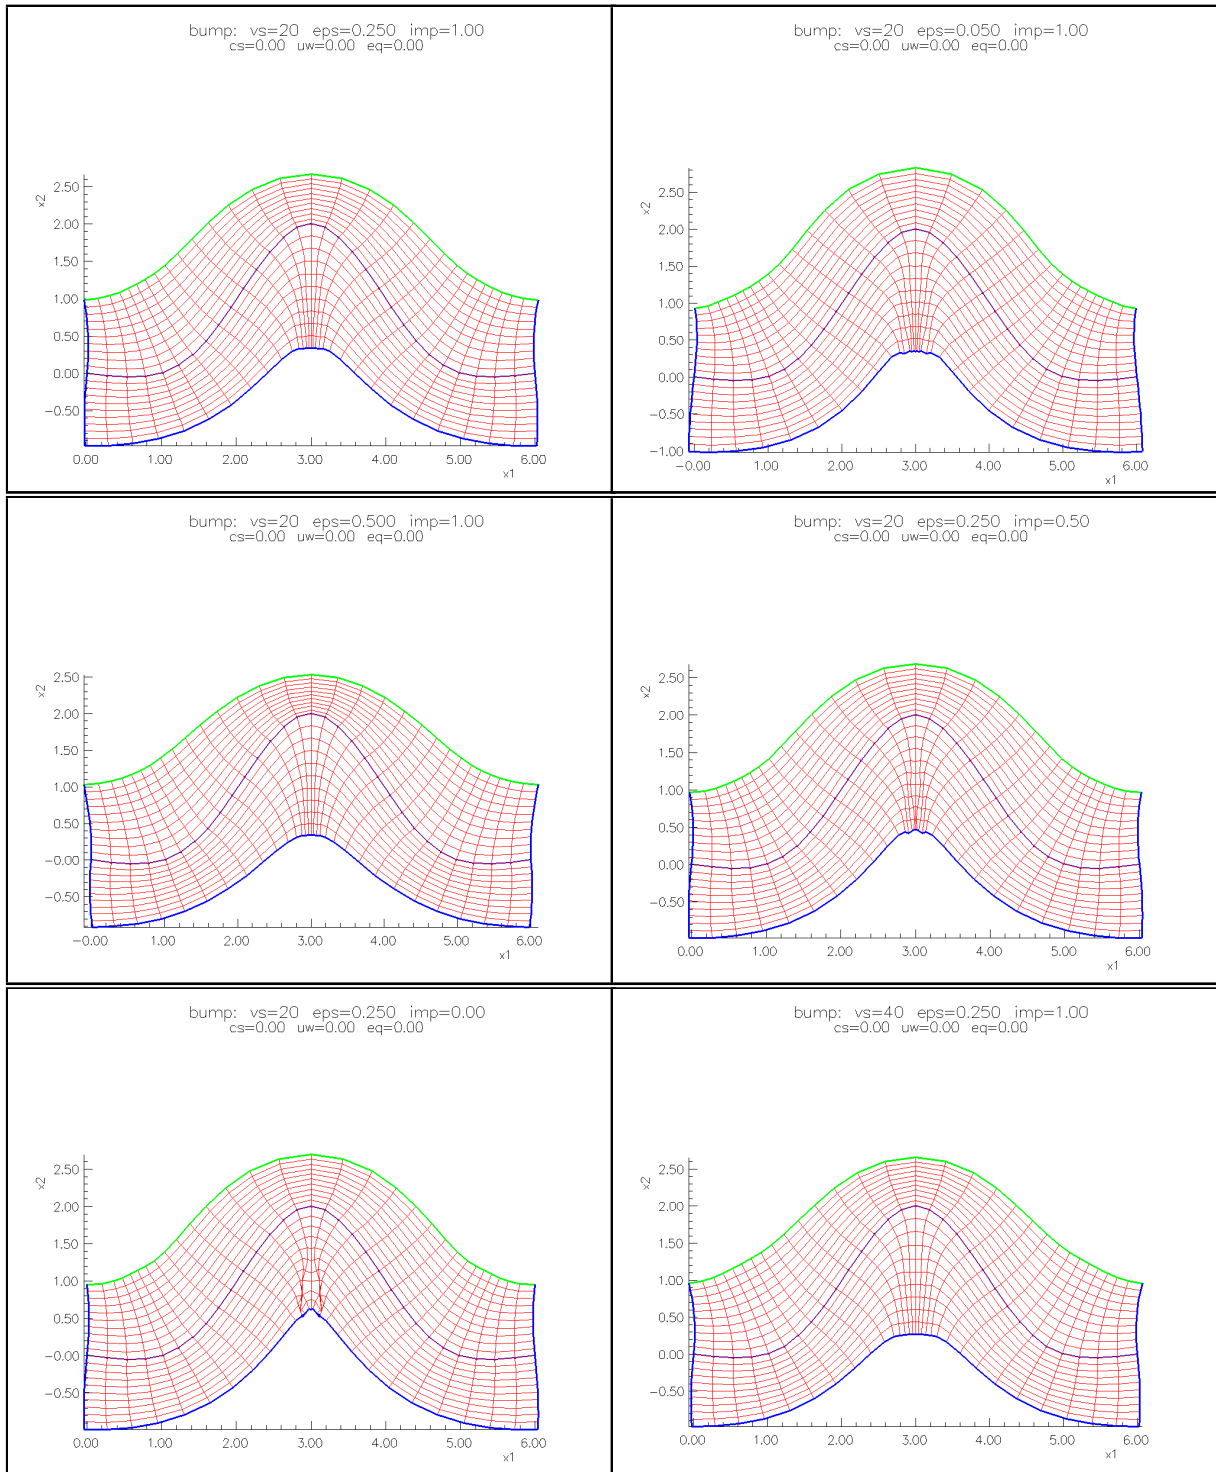 bump: vs=20 eps=0.250 imp=1.00
cs=0.00 uw=0.00 eq=0.00
x2
2.50
2.00
1.50
1.00
0.50
0.00
−0.50
0.00 1.00 2.00 3.00 4.00 5.00 6.00
x1
bump: vs=20 eps=0.050 imp=1.00
cs=0.00 uw=0.00 eq=0.00
x2
2.50
2.00
1.50
1.00
0.50
0.00
−0.50
−1.00
−0.00 1.00 2.00 3.00 4.00 5.00 6.00
x1
bump: vs=20 eps=0.500 imp=1.00
cs=0.00 uw=0.00 eq=0.00
x2
2.50
2.00
1.50
1.00
0.50
−0.00
−0.50
−0.00 1.00 2.00 3.00 4.00 5.00 6.00
x1
bump: vs=20 eps=0.250 imp=0.50
cs=0.00 uw=0.00 eq=0.00
x2
2.50
2.00
1.50
1.00
0.50
0.00
−0.50
0.00 1.00 2.00 3.00 4.00 5.00 6.00
x1
bump: vs=20 eps=0.250 imp=0.00
cs=0.00 uw=0.00 eq=0.00
x2
2.50
2.00
1.50
1.00
0.50
−0.00
−0.50
0.00 1.00 2.00 3.00 4.00 5.00 6.00
x1
bump: vs=40 eps=0.250 imp=1.00
cs=0.00 uw=0.00 eq=0.00
x2
2.50
2.00
1.50
1.00
0.50
0.00
−0.50
0.00 1.00 2.00 3.00 4.00 5.00 6.00
x1